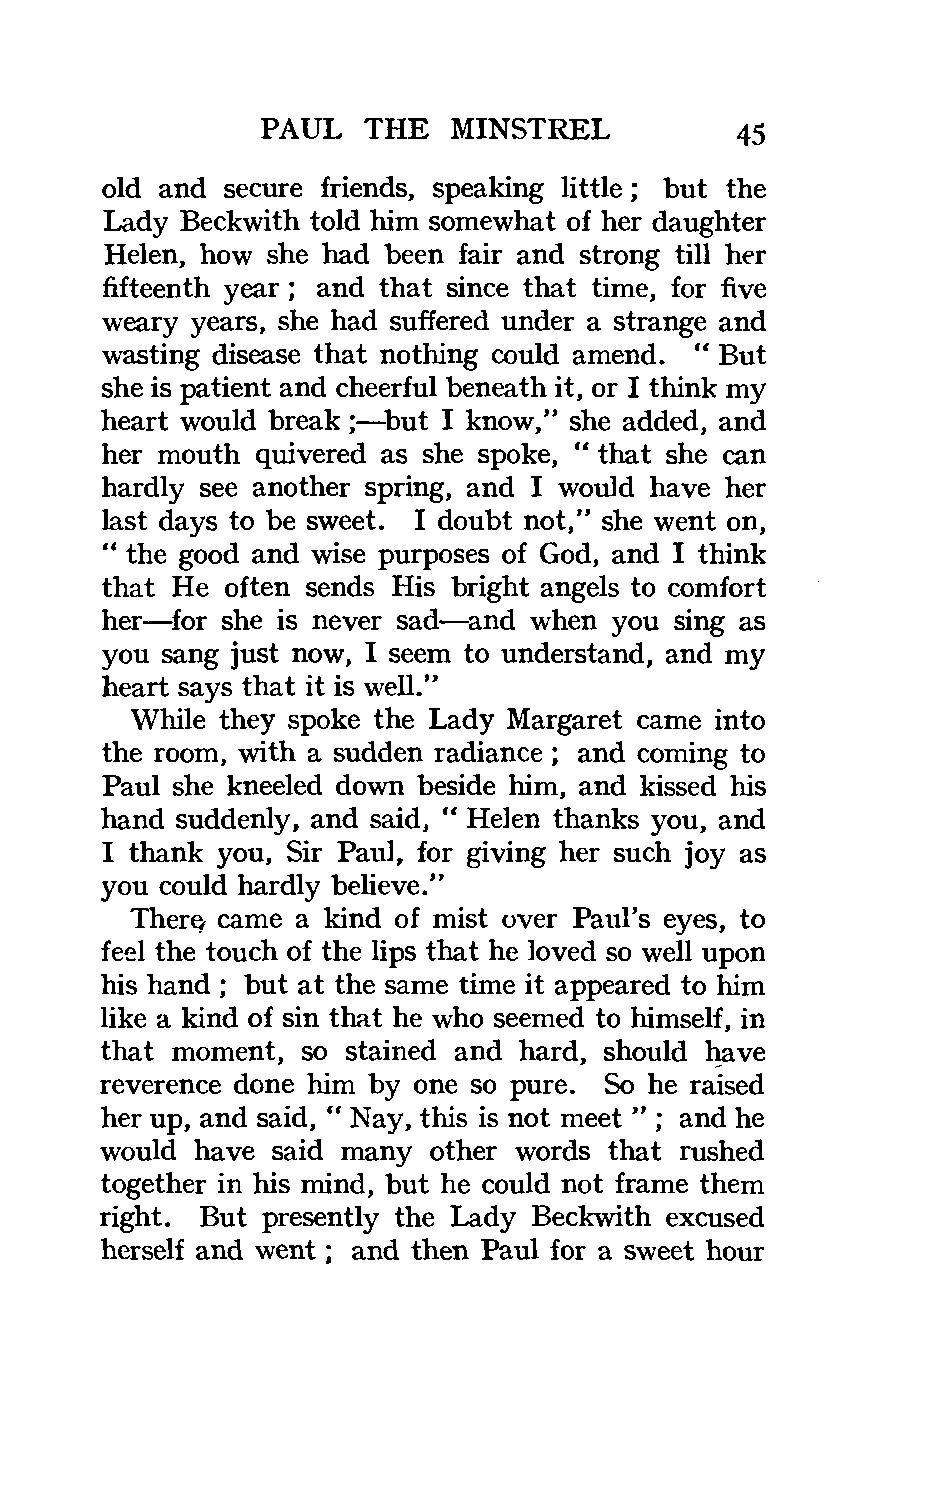 PAUL THE MINSTREL 45
old and secure friends, speaking little ; but the
Lady Beckwith told him somewhat of her daughter
Helen, how she had been fair and strong till her
fifteenth year ; and that since that time, for five
weary years, she had suffered under a strange and
wasting disease that nothing could amend. “ But
she is patient and cheerful beneath it, or I think my
heart would break ;—but I know,” she added, and
her mouth quivered as she spoke, “ that she can
hardly see another spring, and I would have her
last days to be sweet. I doubt not,” she went on,
“ the good and wise purposes of God, and I think
that He often sends His bright angels to comfort
her—for she is never sad—and when you sing as
you sang just now, I seem to understand, and my
heart says that it is well.”
While they spoke the Lady Margaret came into
the room, with a sudden radiance ; and coming to
Paul she kneeled down beside him, and kissed his
hand suddenly, and said, “ Helen thanks you, and
I thank you, Sir Paul, for giving her such joy as
you could hardly believe.”
There came a kind of mist over Paul’s eyes, to
feel the touch of the lips that he loved so well upon
his hand ; but at the same time it appeared to him
like a kind of sin that he who seemed to himself, in
that moment, so stained and hard, should have
reverence done him by one so pure. So he raised
her up, and said, “ Nay, this is not meet ” ; and he
would have said many other words that rushed
together in his mind, but he could not frame them
right. But presently the Lady Beckwith excused
herself and went ; and then Paul for a sweet hour